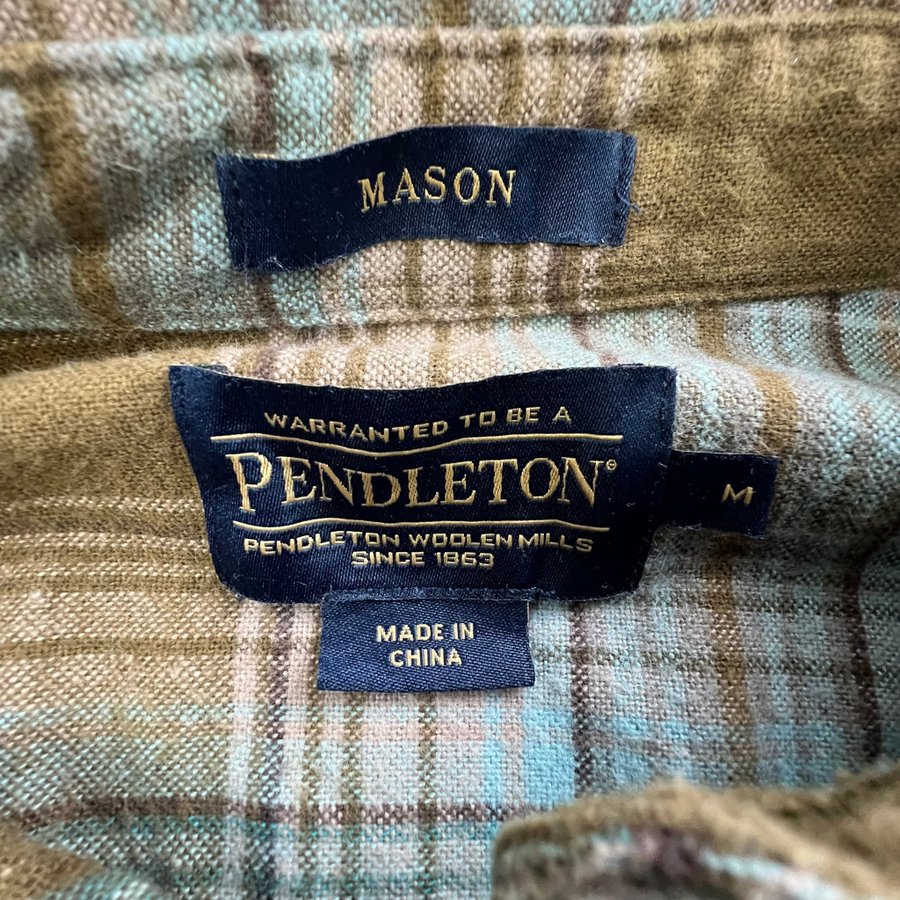 MASON
WARRANTED TO BE A
PENDLETON®
M
PENDLETON WOOLEN MILLS
SINCE 1863
MADE IN
CHINA